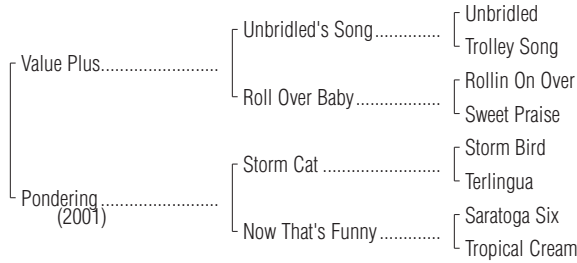 Unbridled
Unbridled's Song..............
Trolley Song
Value Plus.........................
Rollin On Over
Roll Over Baby..................
Sweet Praise
Storm Bird
Storm Cat .........................
Terlingua
Pondering.........................
(2001)
Saratoga Six
Now That's Funny.............
Tropical Cream